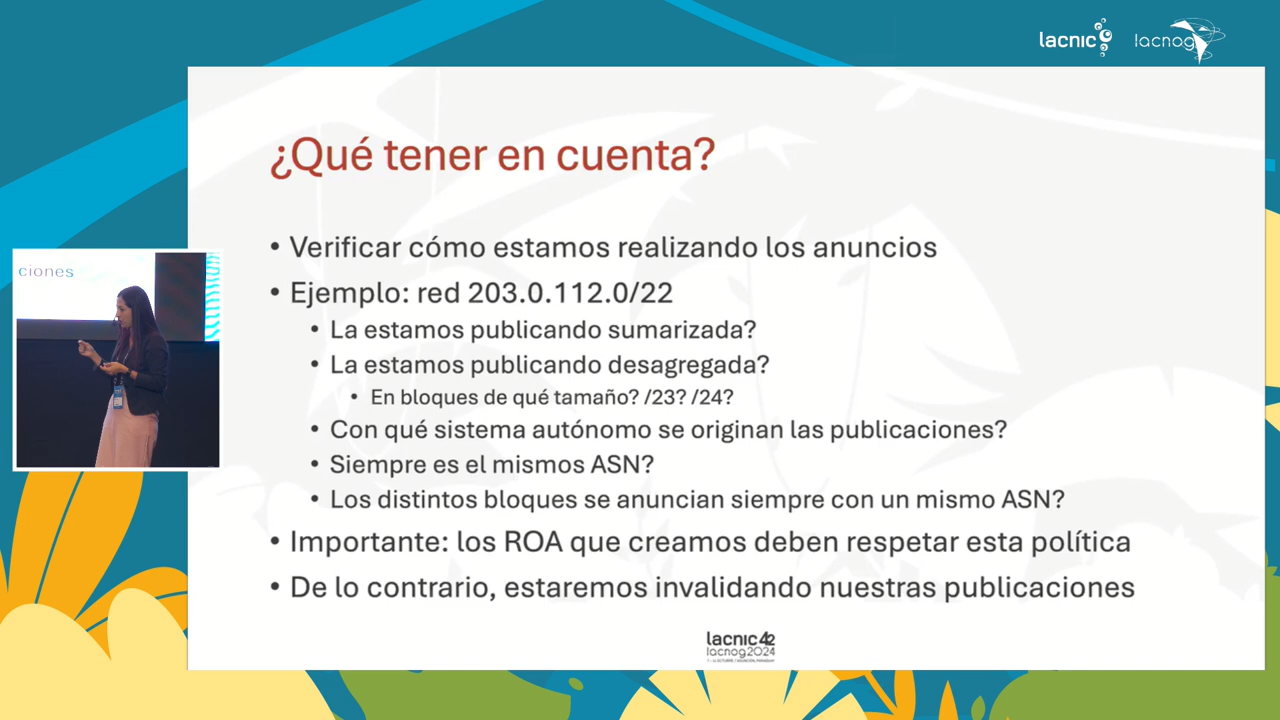 lacnic
lacnog
¿Qué tener en cuenta?
• Verificar cómo estamos realizando los anuncios
• Ejemplo: red 203.0.112.0/22
• La estamos publicando sumarizada?
• La estamos publicando desagregada?
• En bloques de qué tamaño? /23? /24?
• Con qué sistema autónomo se originan las publicaciones?
• Siempre es el mismos ASN?
• Los distintos bloques se anuncian siempre con un mismo ASN?
• Importante: los ROA que creamos deben respetar esta política
• De lo contrario, estaremos invalidando nuestras publicaciones
ciones
lacnic42
lacnog2024